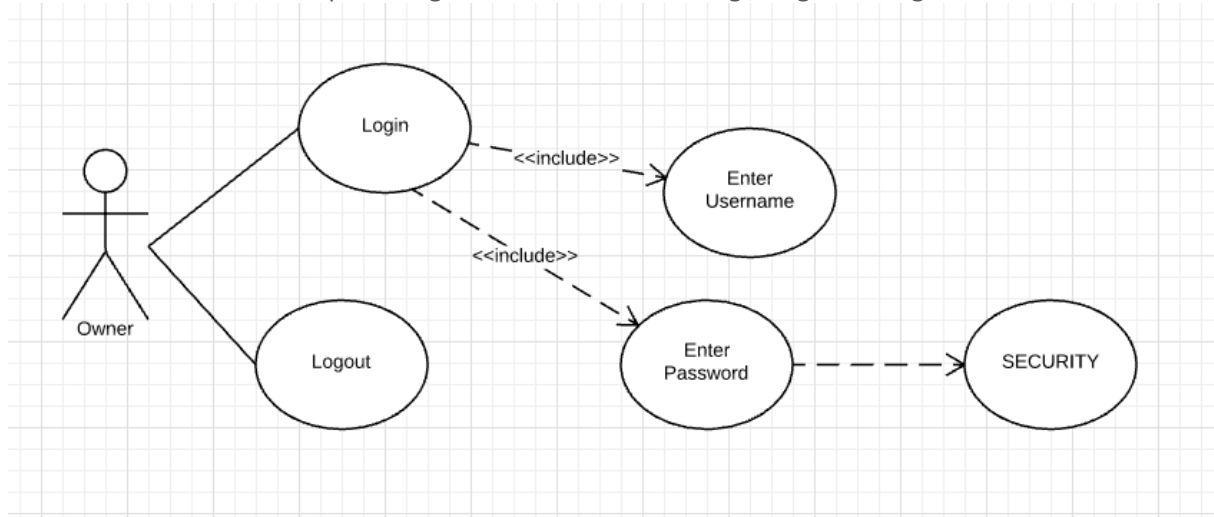 Login
<<include>>
Enter
Username
<<include>>
Owner
Logout
Enter
Password
SECURITY